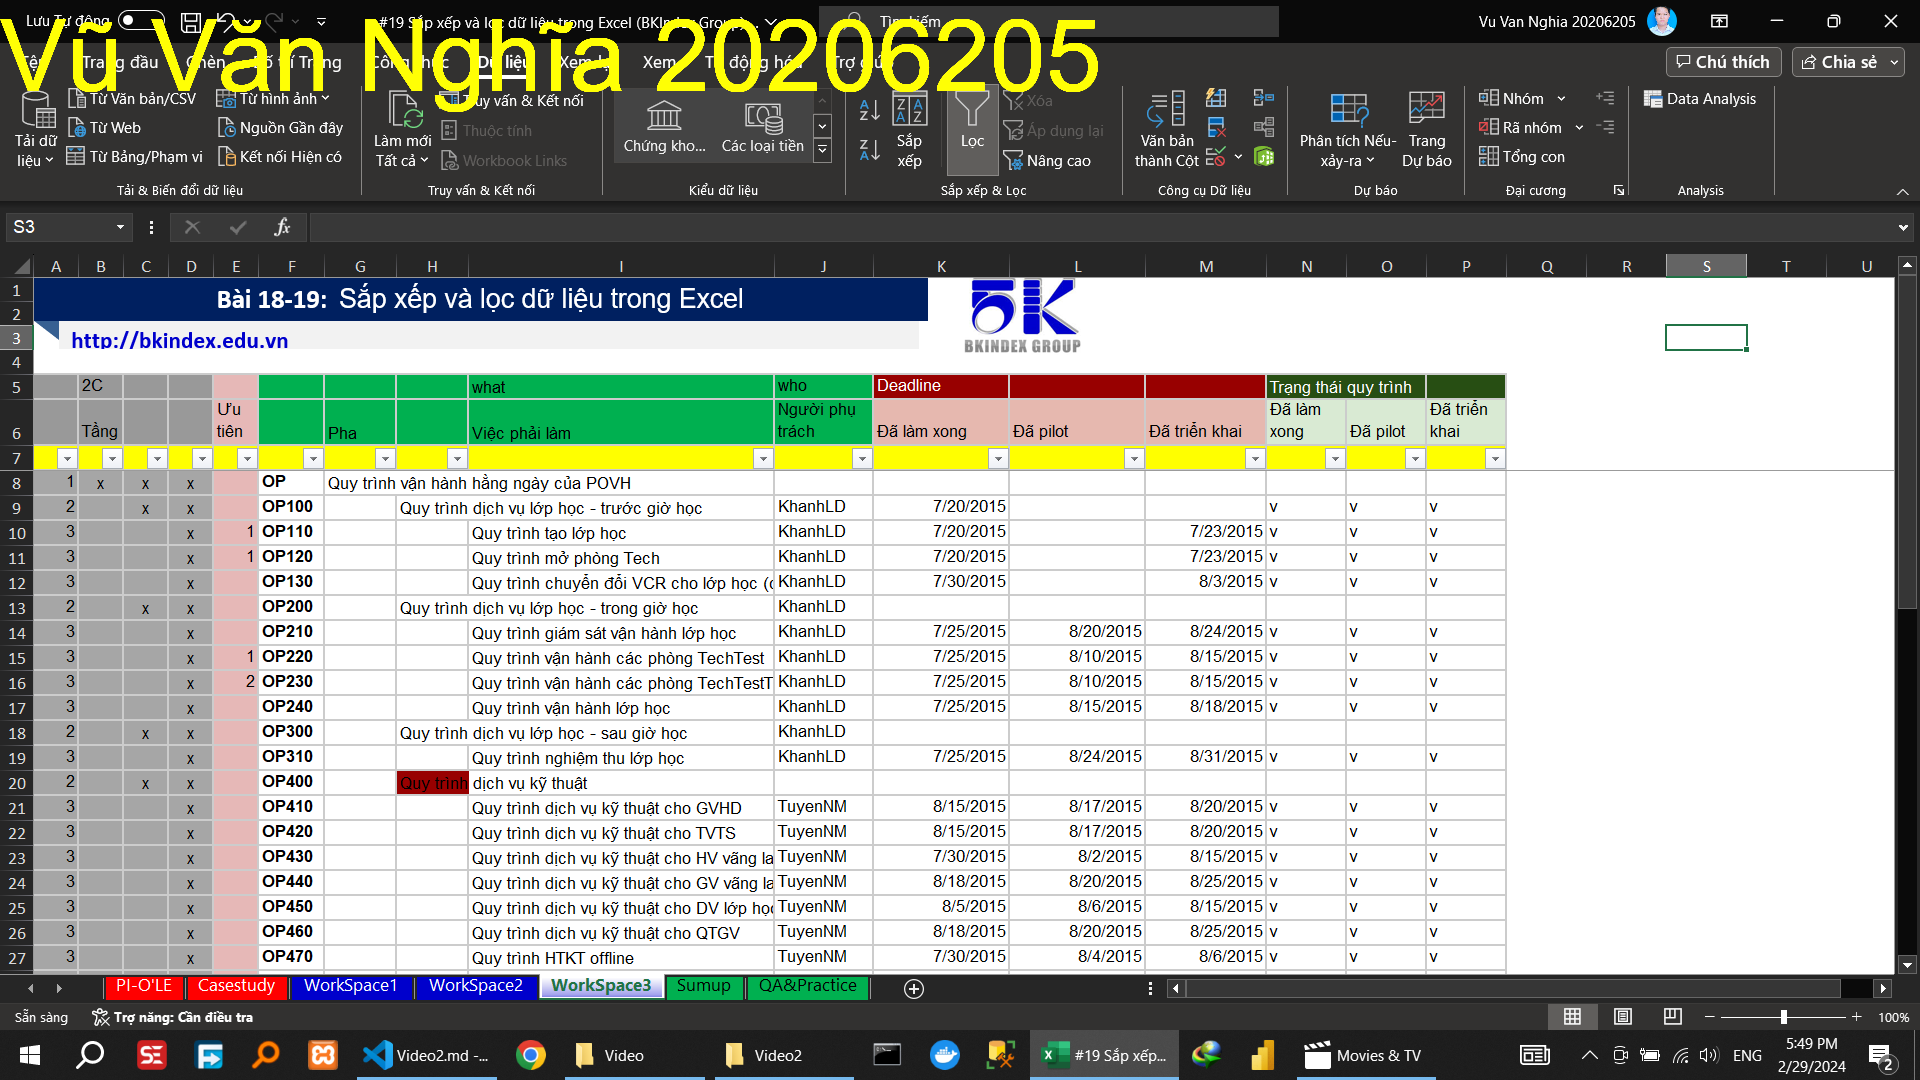 Lưu Tự động
#19 Sắp xếp và lọc dữ liệu trong Excel (BKIndex Group)
Tìm kiếm
Vu Van Nghia 20206205
Vũ Văn Nghĩa 20206205
Trang đầu
Chèn
Trang
Dữ liệu
Xem
Tự động hóa
Trợ giúp
Chú thích
Chia sẻ
Tải dữ liệu
Từ Văn bản/CSV
Từ Web
Từ Bảng/Phạm vi
Từ hình ảnh
Nguồn Gần đây
Kết nối Hiện có
Tải & Biến đổi dữ liệu
Làm mới Tất cả
Truy vấn & Kết nối
Thuộc tính
Workbook Links
Truy vấn & Kết nối
Chứng kho...
Các loại tiền
Kiểu dữ liệu
Sắp xếp
Lọc
Xóa
Áp dụng lại
Nâng cao
Sắp xếp & Lọc
Văn bản thành Cột
Công cụ Dữ liệu
Phân tích Nếu-xảy-ra
Trang Dự báo
Dự báo
Nhóm
Rã nhóm
Tổng con
Đại cương
Data Analysis
Analysis
S3
fx
A B C D E F G H I J K L M N O P Q R S T U
1 Bài 18-19: Sắp xếp và lọc dữ liệu trong Excel
2
3 http://bkindex.edu.vn
5K
BKINDEX GROUP
4
5 2C what who Deadline Trạng thái quy trình
6 Tầng Ưu tiên Pha Việc phải làm Người phụ trách Đã làm xong Đã pilot Đã triển khai Đã làm xong Đã pilot Đã triển khai
7
8 1 x x x OP Quy trình vận hành hằng ngày của POVH
9 2 x x OP100 Quy trình dịch vụ lớp học - trước giờ học KhanhLD 7/20/2015 v v v
10 3 x 1 OP110 Quy trình tạo lớp học KhanhLD 7/20/2015 7/23/2015 v v v
11 3 x 1 OP120 Quy trình mở phòng Tech KhanhLD 7/20/2015 7/23/2015 v v v
12 3 x OP130 Quy trình chuyển đổi VCR cho lớp học (c KhanhLD 7/30/2015 8/3/2015 v v v
13 2 x x OP200 Quy trình dịch vụ lớp học - trong giờ học KhanhLD
14 3 x OP210 Quy trình giám sát vận hành lớp học KhanhLD 7/25/2015 8/20/2015 8/24/2015 v v v
15 3 x 1 OP220 Quy trình vận hành các phòng TechTest KhanhLD 7/25/2015 8/10/2015 8/15/2015 v v v
16 3 x 2 OP230 Quy trình vận hành các phòng TechTestT KhanhLD 7/25/2015 8/10/2015 8/15/2015 v v v
17 3 x OP240 Quy trình vận hành lớp học KhanhLD 7/25/2015 8/15/2015 8/18/2015 v v v
18 2 x x OP300 Quy trình dịch vụ lớp học - sau giờ học KhanhLD
19 3 x OP310 Quy trình nghiệm thu lớp học KhanhLD 7/25/2015 8/24/2015 8/31/2015 v v v
20 2 x x OP400 Quy trình dịch vụ kỹ thuật
21 3 x OP410 Quy trình dịch vụ kỹ thuật cho GVHD TuyenNM 8/15/2015 8/17/2015 8/20/2015 v v v
22 3 x OP420 Quy trình dịch vụ kỹ thuật cho TVTS TuyenNM 8/15/2015 8/17/2015 8/20/2015 v v v
23 3 x OP430 Quy trình dịch vụ kỹ thuật cho HV vãng la TuyenNM 7/30/2015 8/2/2015 8/15/2015 v v v
24 3 x OP440 Quy trình dịch vụ kỹ thuật cho GV vãng la TuyenNM 8/18/2015 8/20/2015 8/25/2015 v v v
25 3 x OP450 Quy trình dịch vụ kỹ thuật cho DV lớp học TuyenNM 8/5/2015 8/6/2015 8/15/2015 v v v
26 3 x OP460 Quy trình dịch vụ kỹ thuật cho QTGV TuyenNM 8/18/2015 8/20/2015 8/25/2015 v v v
27 3 x OP470 Quy trình HTKT offline TuyenNM 7/30/2015 8/4/2015 8/6/2015 v v v
PI-O'LE Casestudy WorkSpace1 WorkSpace2 WorkSpace3 Sumup QA&Practice
Sẵn sàng
Trợ năng: Cần điều tra
100%
Video2.md -...
Video
Video2
#19 Sắp xếp...
Movies & TV
ENG
5:49 PM
2/29/2024
2